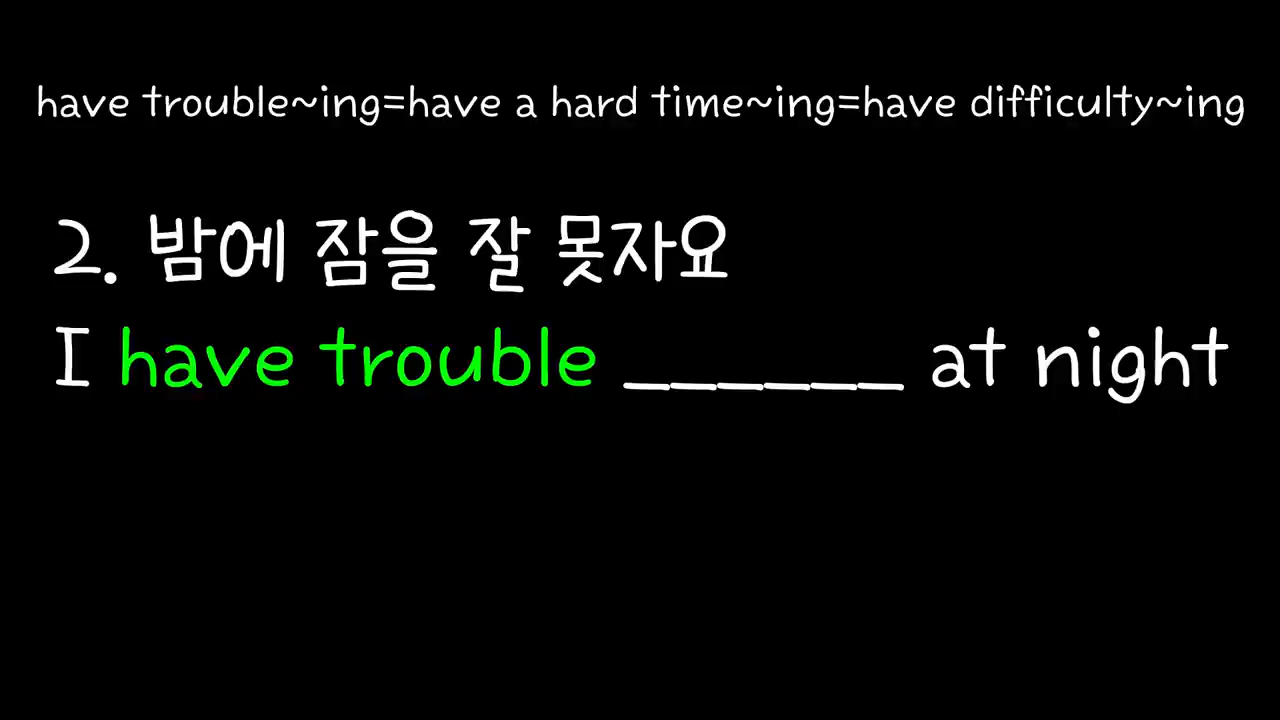 have trouble~ing=have a hard time~ing=have difficulty~ing
2. 밤에 잠을 잘 못자요
I have trouble ______ at night